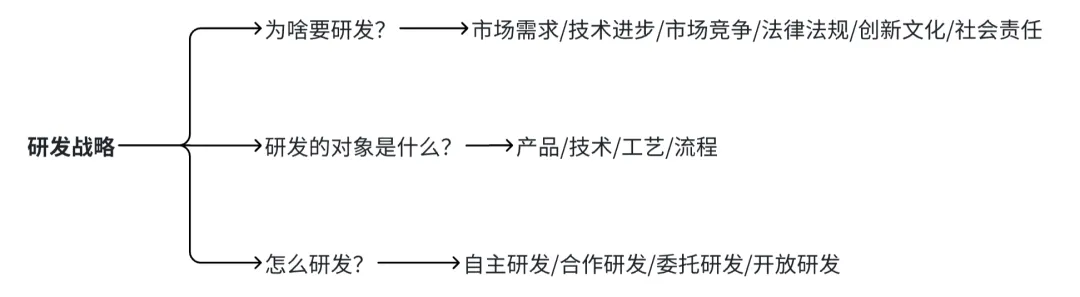 为啥要研发？
市场需求/技术进步/市场竞争/法律法规/创新文化/社会责任
研发战略
研发的对象是什么？
产品/技术/工艺/流程
怎么研发？
自主研发/合作研发/委托研发/开放研发